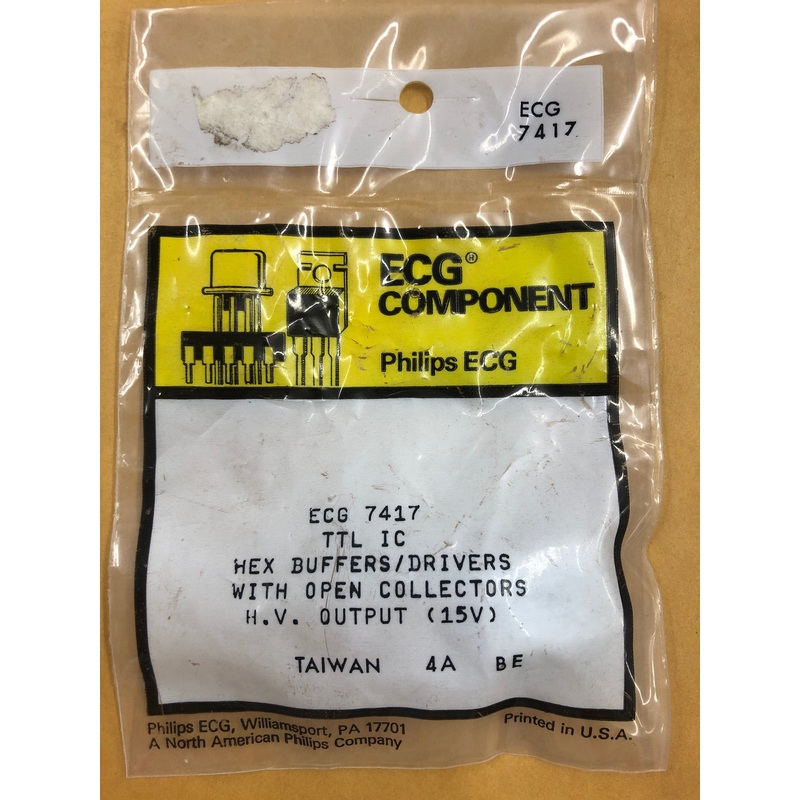 ECG
7417
ECG®
COMPONENT
Philips ECG
ECG 7417
TTL IC
HEX BUFFERS/DRIVERS
WITH OPEN COLLECTORS
H.V. OUTPUT (15V)
TAIWAN 4A BE
Philips ECG, Williamsport, PA 17701
A North American Philips Company
Printed in U.S.A.